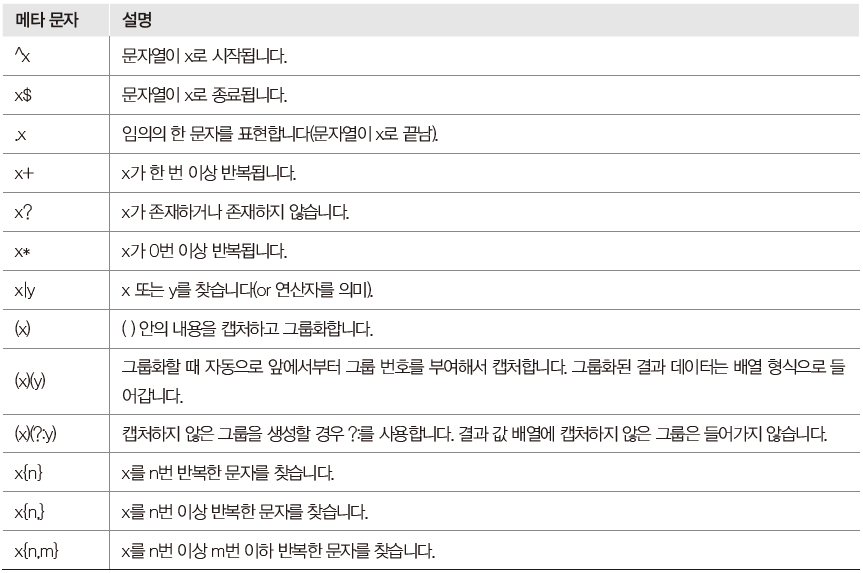 메타 문자 설명
^x 문자열이 x로 시작됩니다.
x$ 문자열이 x로 종료됩니다.
.x 임의의 한 문자를 표현합니다(문자열이 x로 끝남).
x+ x가 한 번 이상 반복됩니다.
x? x가 존재하거나 존재하지 않습니다.
x* x가 0번 이상 반복됩니다.
x|y x 또는 y를 찾습니다(or 연산자를 의미).
(x) ( ) 안의 내용을 캡처하고 그룹화합니다.
(x)(y) 그룹화할 때 자동으로 앞에서부터 그룹 번호를 부여해서 캡처합니다. 그룹화된 결과 데이터는 배열 형식으로 들
어갑니다.
(x)(?:y) 캡처하지 않은 그룹을 생성할 경우 ?:를 사용합니다. 결과 값 배열에 캡처하지 않은 그룹은 들어가지 않습니다.
x{n} x를 n번 반복한 문자를 찾습니다.
x{n,} x를 n번 이상 반복한 문자를 찾습니다.
x{n,m} x를 n번 이상 m번 이하 반복한 문자를 찾습니다.